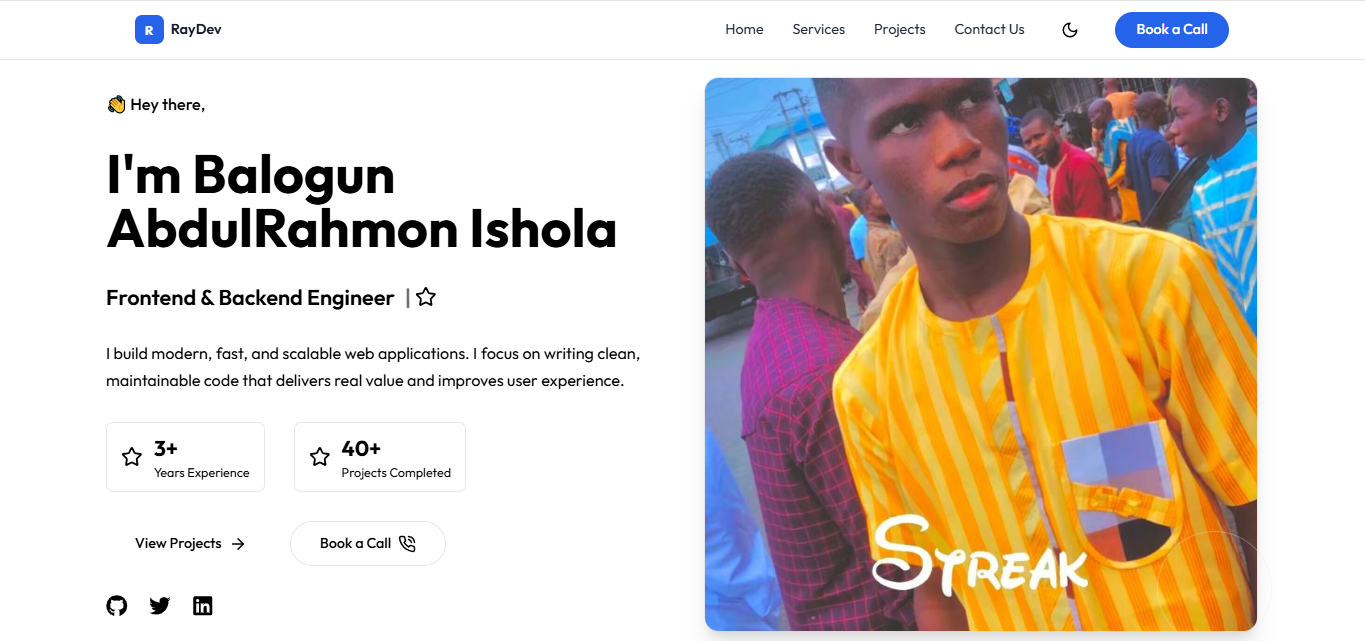 R RayDev Home Services Projects Contact Us Book a Call
👋 Hey there,
I'm Balogun
AbdulRahmon Ishola
Frontend & Backend Engineer |
I build modern, fast, and scalable web applications. I focus on writing clean,
maintainable code that delivers real value and improves user experience.
3+
Years Experience
40+
Projects Completed
View Projects → Book a Call
STREAK